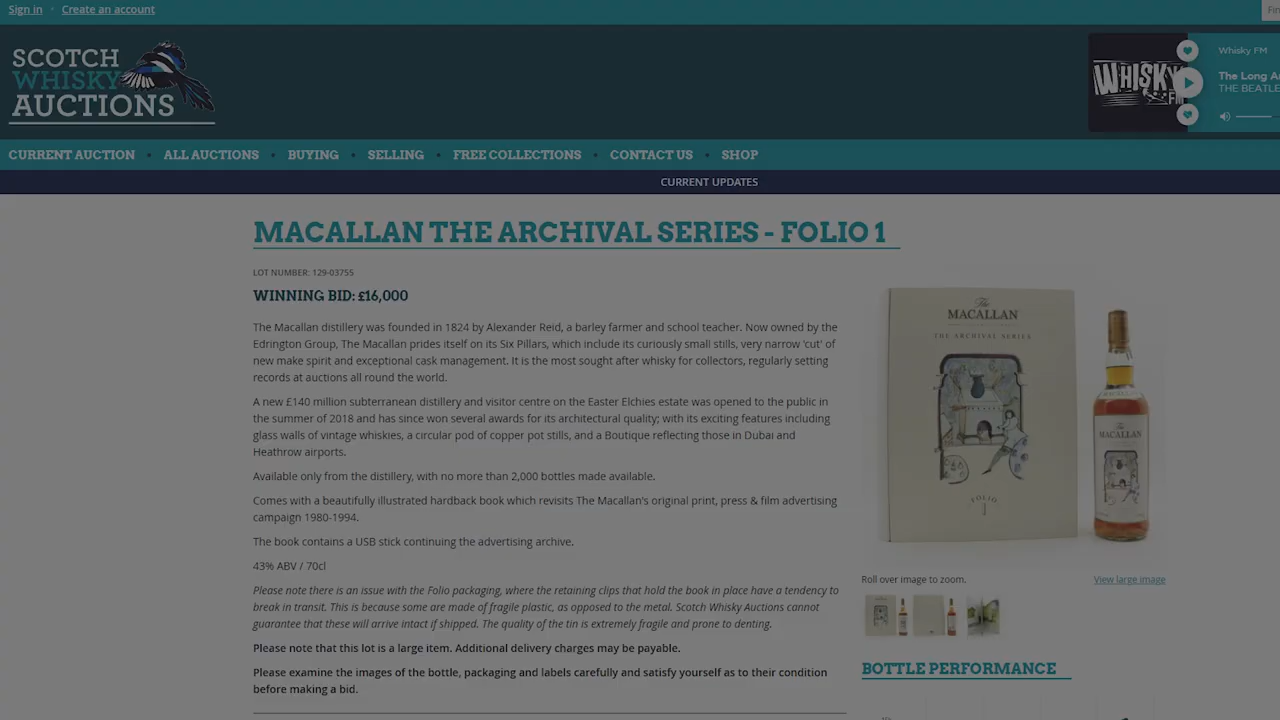 Sign in · Create an account
Fin
SCOTCH
WHISKY
AUCTIONS
WHISKY
FM
Whisky FM
The Long A
THE BEATLE
CURRENT AUCTION • ALL AUCTIONS • BUYING • SELLING • FREE COLLECTIONS • CONTACT US • SHOP
CURRENT UPDATES
MACALLAN THE ARCHIVAL SERIES - FOLIO 1
LOT NUMBER: 129-03755
WINNING BID: £16,000
The Macallan distillery was founded in 1824 by Alexander Reid, a barley farmer and school teacher. Now owned by the
Edrington Group, The Macallan prides itself on its Six Pillars, which include its curiously small stills, very narrow 'cut' of
new make spirit and exceptional cask management. It is the most sought after whisky for collectors, regularly setting
records at auctions all round the world.
A new £140 million subterranean distillery and visitor centre on the Easter Elchies estate was opened to the public in
the summer of 2018 and has since won several awards for its architectural quality; with its exciting features including
glass walls of vintage whiskies, a circular pod of copper pot stills, and a Boutique reflecting those in Dubai and
Heathrow airports.
Available only from the distillery, with no more than 2,000 bottles made available.
Comes with a beautifully illustrated hardback book which revisits The Macallan's original print, press & film advertising
campaign 1980-1994.
The book contains a USB stick continuing the advertising archive.
43% ABV / 70cl
Please note there is an issue with the Folio packaging, where the retaining clips that hold the book in place have a tendency to
break in transit. This is because some are made of fragile plastic, as opposed to the metal. Scotch Whisky Auctions cannot
guarantee that these will arrive intact if shipped. The quality of the tin is extremely fragile and prone to denting.
Please note that this lot is a large item. Additional delivery charges may be payable.
Please examine the images of the bottle, packaging and labels carefully and satisfy yourself as to their condition
before making a bid.
The
MACALLAN
THE ARCHIVAL SERIES
FOLIO
1
MACALLAN
Roll over image to zoom.
View large image
BOTTLE PERFORMANCE